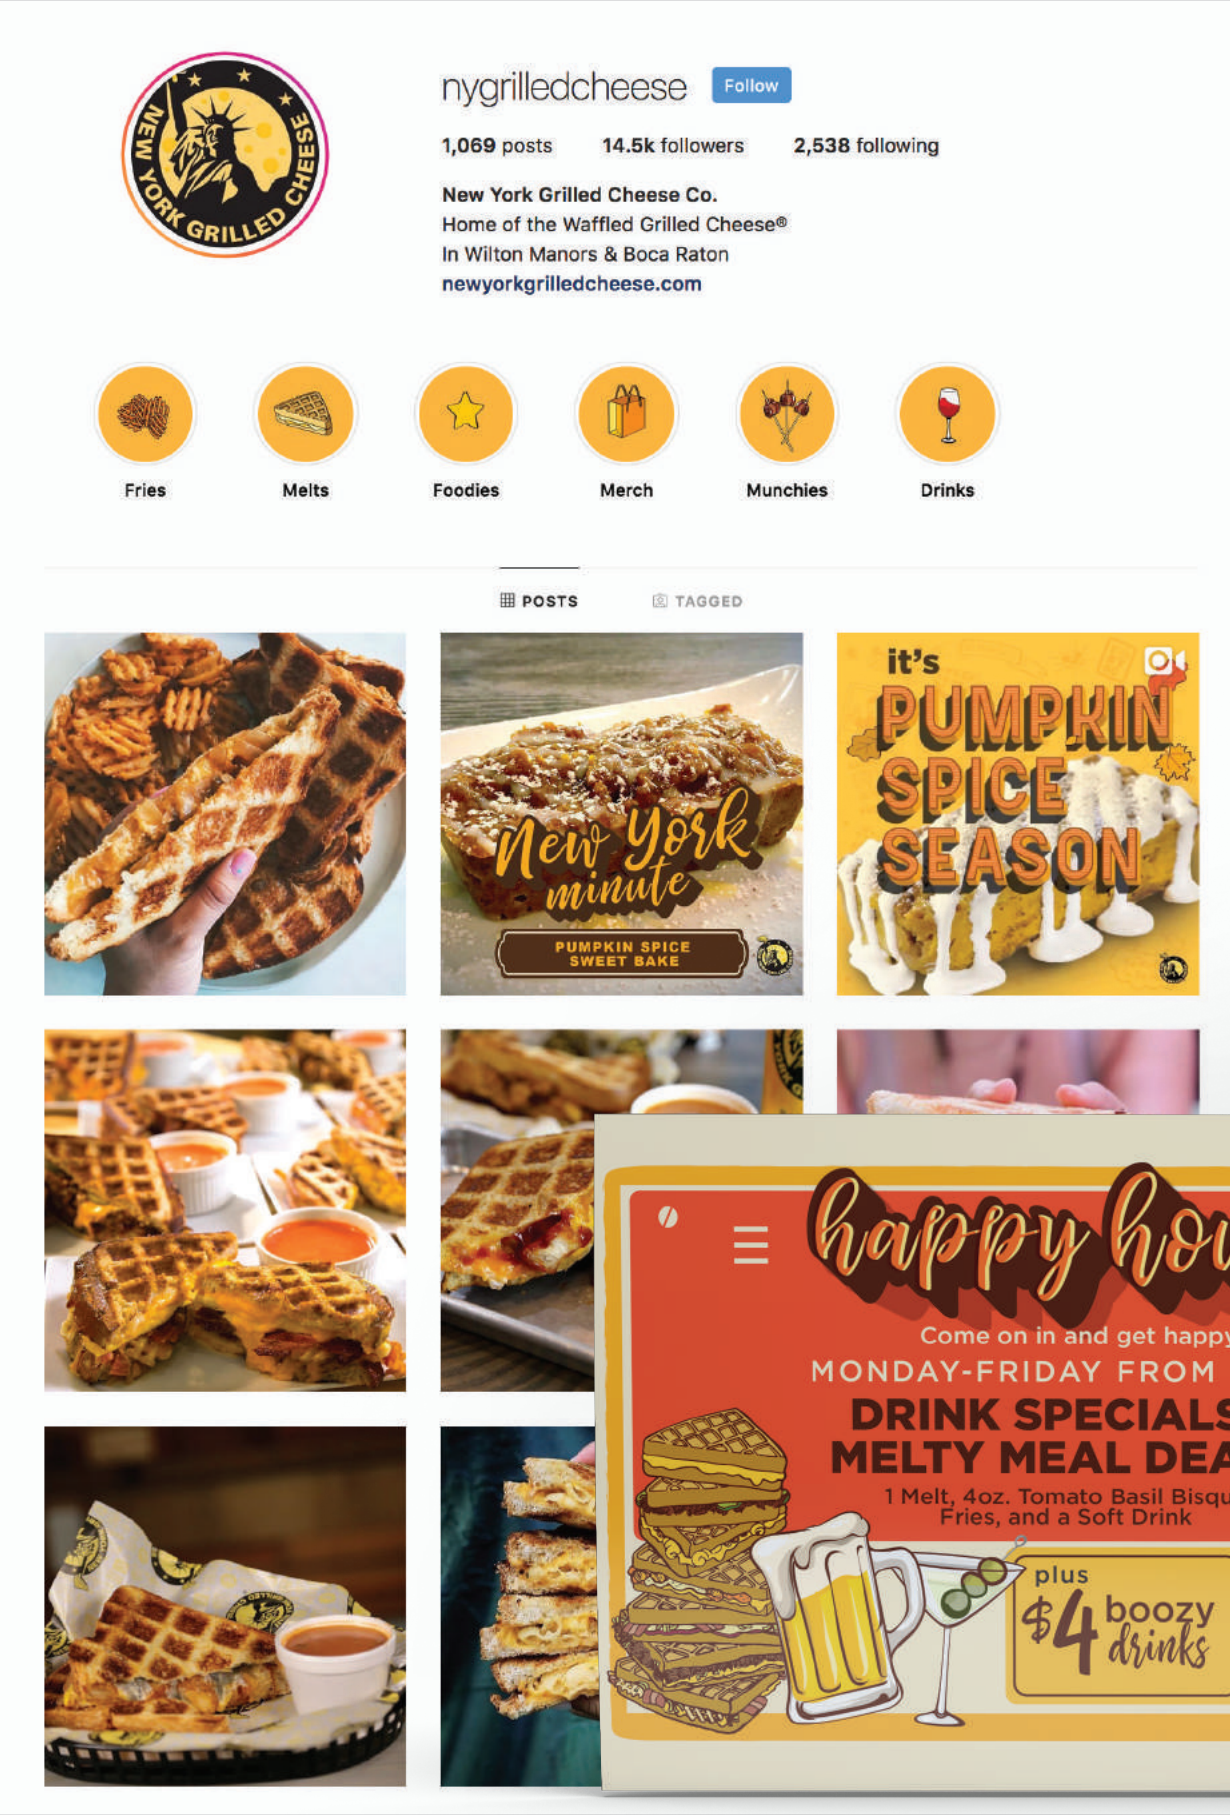 NEW YORK GRILLED CHEESE
nygrilledcheese Follow
1,069 posts 14.5k followers 2,538 following
New York Grilled Cheese Co.
Home of the Waffled Grilled Cheese®
In Wilton Manors & Boca Raton
newyorkgrilledcheese.com
Fries Melts Foodies Merch Munchies Drinks
POSTS TAGGED
New York
minute
PUMPKIN SPICE
SWEET BAKE
it's
PUMPKIN
SPICE
SEASON
happy
Come on in and get happy
MONDAY-FRIDAY FROM
DRINK SPECIALS
MELTY MEAL
1 Melt, 4oz. Tomato Basil
Fries, and a Soft Drink
plus
$4 boozy
drinks